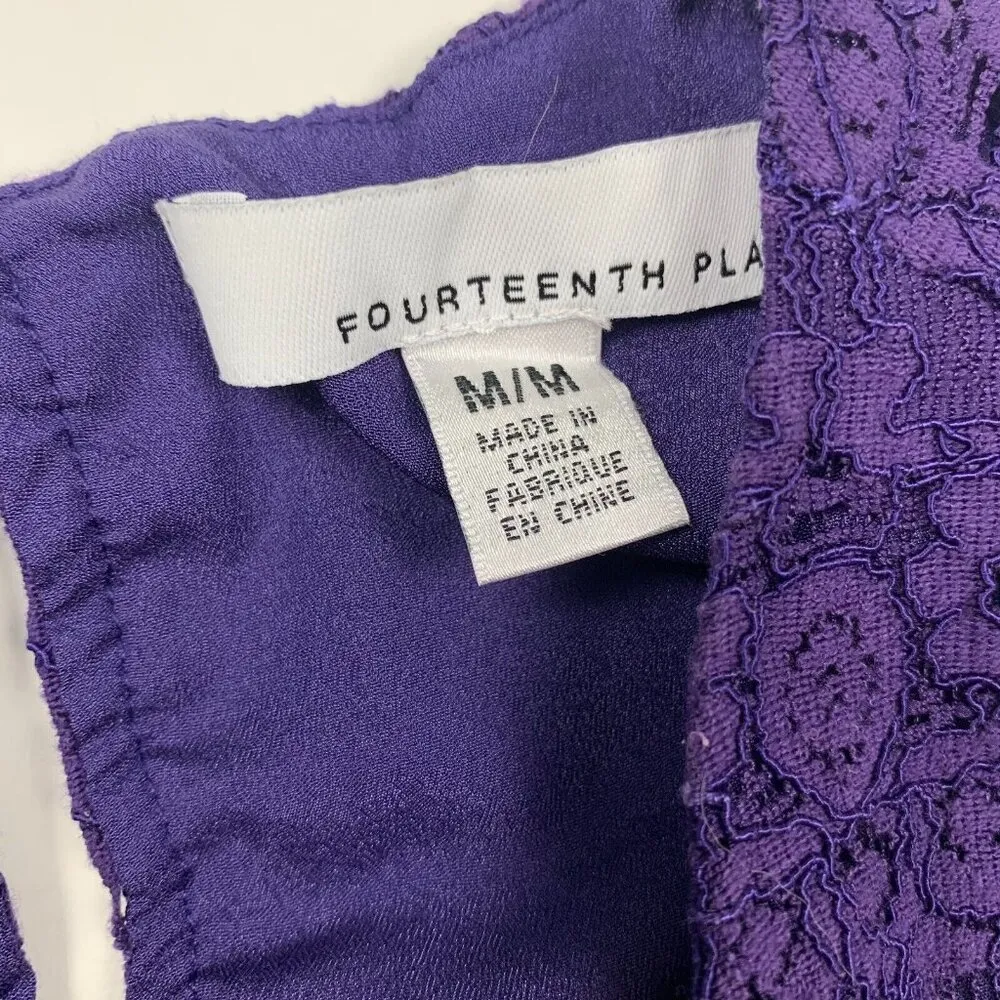 FOURTEENTH PLA
M/M
MADE IN
CHINA
FABRIQUE
EN CHINE